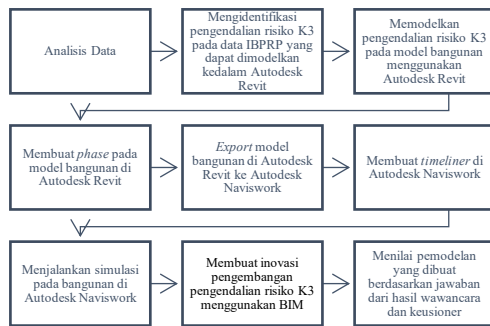 Analisis Data
Mengidentifikasi
pengendalian risiko K3
pada data IBPRP yang
dapat dimodelkan
kedalam Autodesk
Revit
Memodelkan
pengendalian risiko K3
pada model bangunan
menggunakan
Autodesk Revit
Membuat phase pada
model bangunan di
Autodesk Revit
Export model
bangunan di Autodesk
Revit ke Autodesk
Naviswork
Membuat timeliner di
Autodesk Naviswork
Menjalankan simulasi
pada bangunan di
Autodesk Naviswork
Membuat inovasi
pengembangan
pengendalian risiko K3
menggunakan BIM
Menilai pemodelan
yang dibuat
berdasarkan jawaban
dari hasil wawancara
dan keusioner